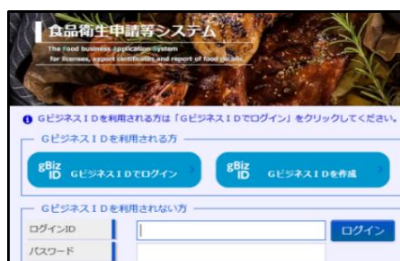 食品衛生申請等システム
The Food business Application system
for licenses, export certificates and report of food recalls
GビジネスIDを利用される方は「GビジネスIDでログイン」をクリックしてください。
GビジネスIDを利用される方
gBiz ID GビジネスIDでログイン
gBiz ID GビジネスIDを作成
GビジネスIDを利用されない方
ログインID
ログイン
パスワード